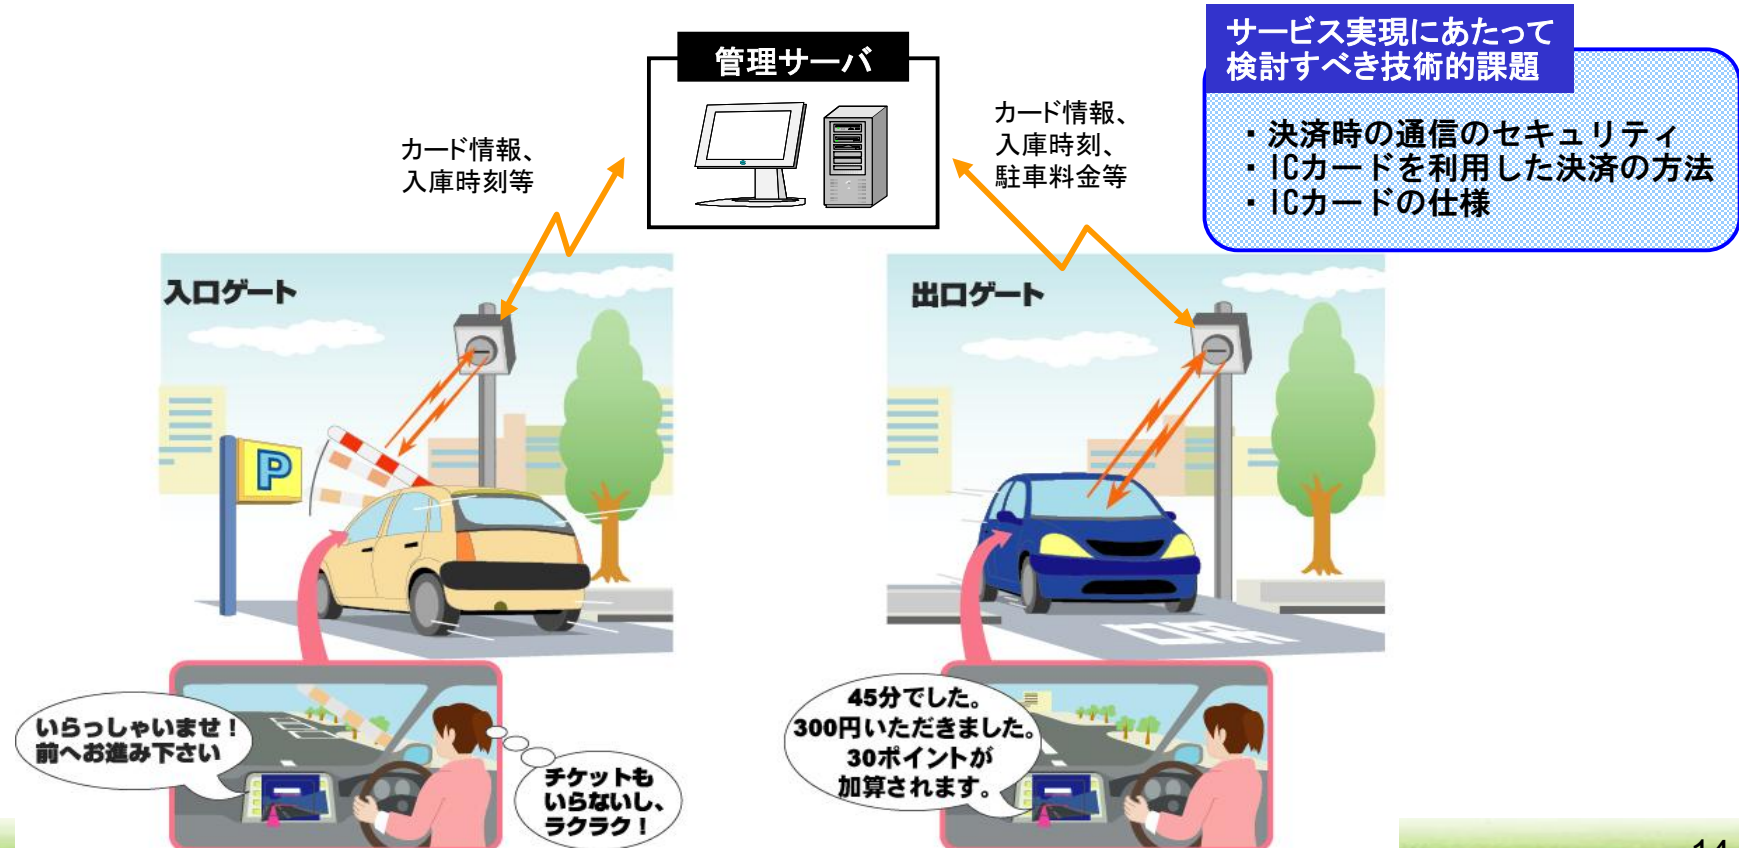 サービス実現にあたって
検討すべき技術的課題
・決済時の通信のセキュリティ
・ICカードを利用した決済の方法
・ICカードの仕様
管理サーバ
カード情報、
入庫時刻等
カード情報、
入庫時刻、
駐車料金等
入口ゲート
P
出口ゲート
いらっしゃいませ！
前へお進み下さい
チケットも
いらないし、
ラクラク！
45分でした。
300円いただきました。
30ポイントが
加算されます。
14